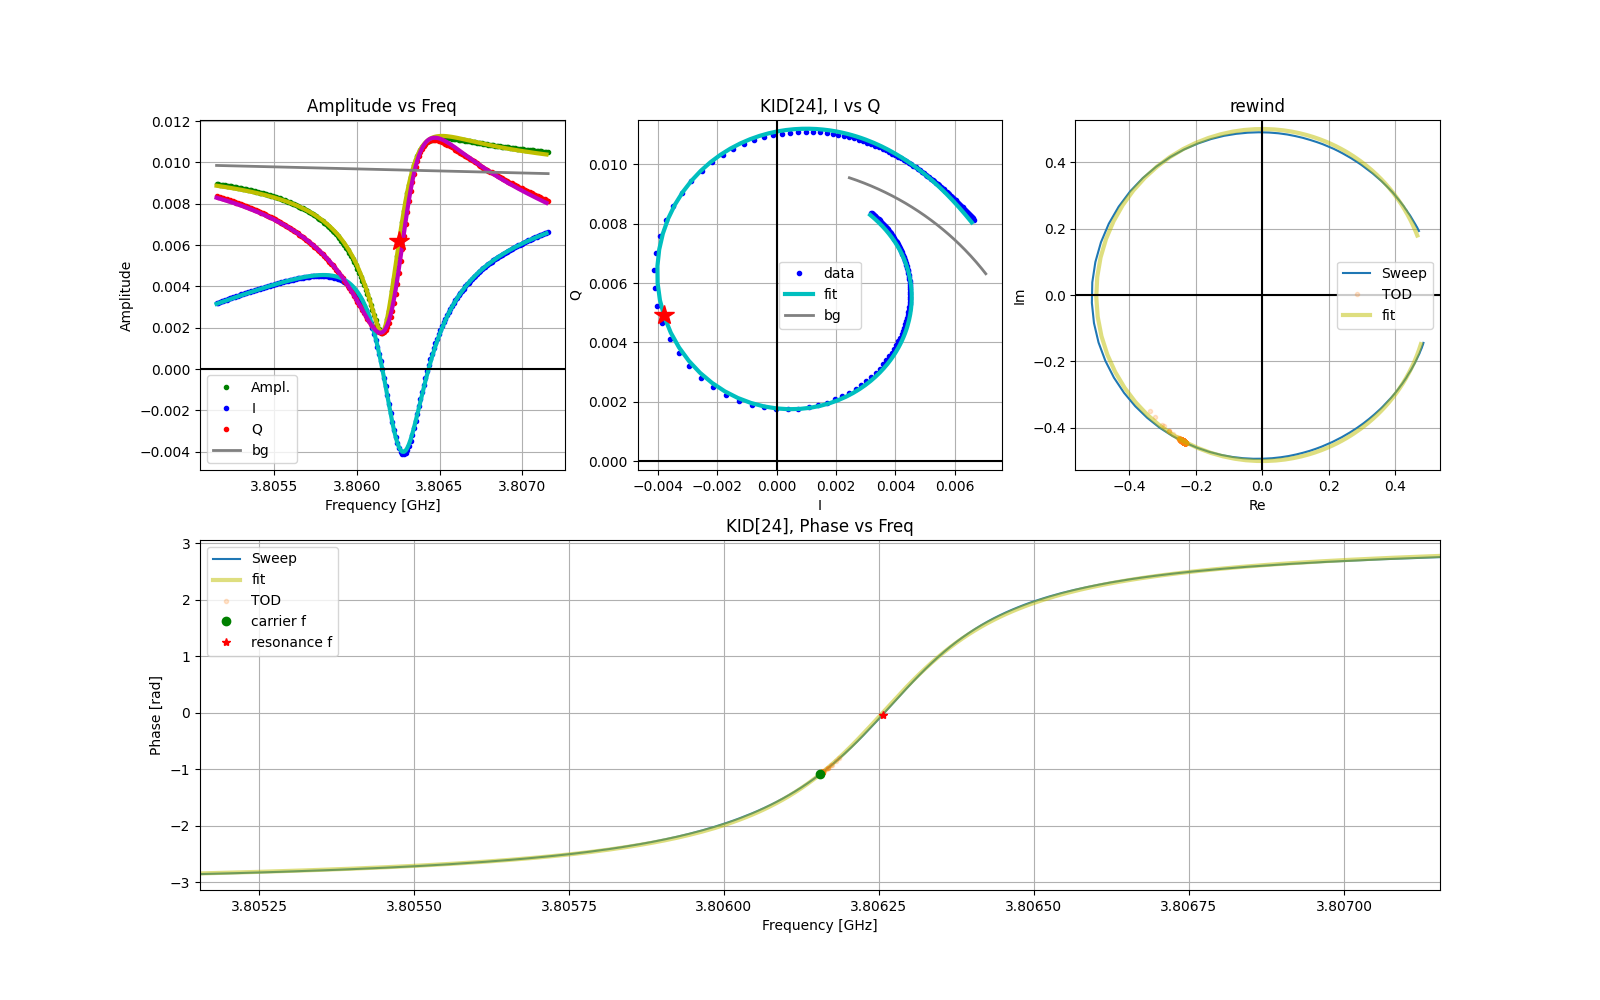 Amplitude vs Freq
0.012
0.010
0.008
0.006
0.004
0.002
0.000
−0.002
−0.004
Amplitude
Ampl.
I
Q
bg
3.8055
3.8060
3.8065
3.8070
Frequency [GHz]
KID[24], I vs Q
0.010
0.008
0.006
0.004
0.002
0.000
Q
data
fit
bg
−0.004
−0.002
0.000
0.002
0.004
0.006
I
rewind
0.4
0.2
0.0
−0.2
−0.4
Im
Sweep
TOD
fit
−0.4
−0.2
0.0
0.2
0.4
Re
KID[24], Phase vs Freq
3
2
1
0
−1
−2
−3
Phase [rad]
Sweep
fit
TOD
carrier f
resonance f
3.80525
3.80550
3.80575
3.80600
3.80625
3.80650
3.80675
3.80700
Frequency [GHz]